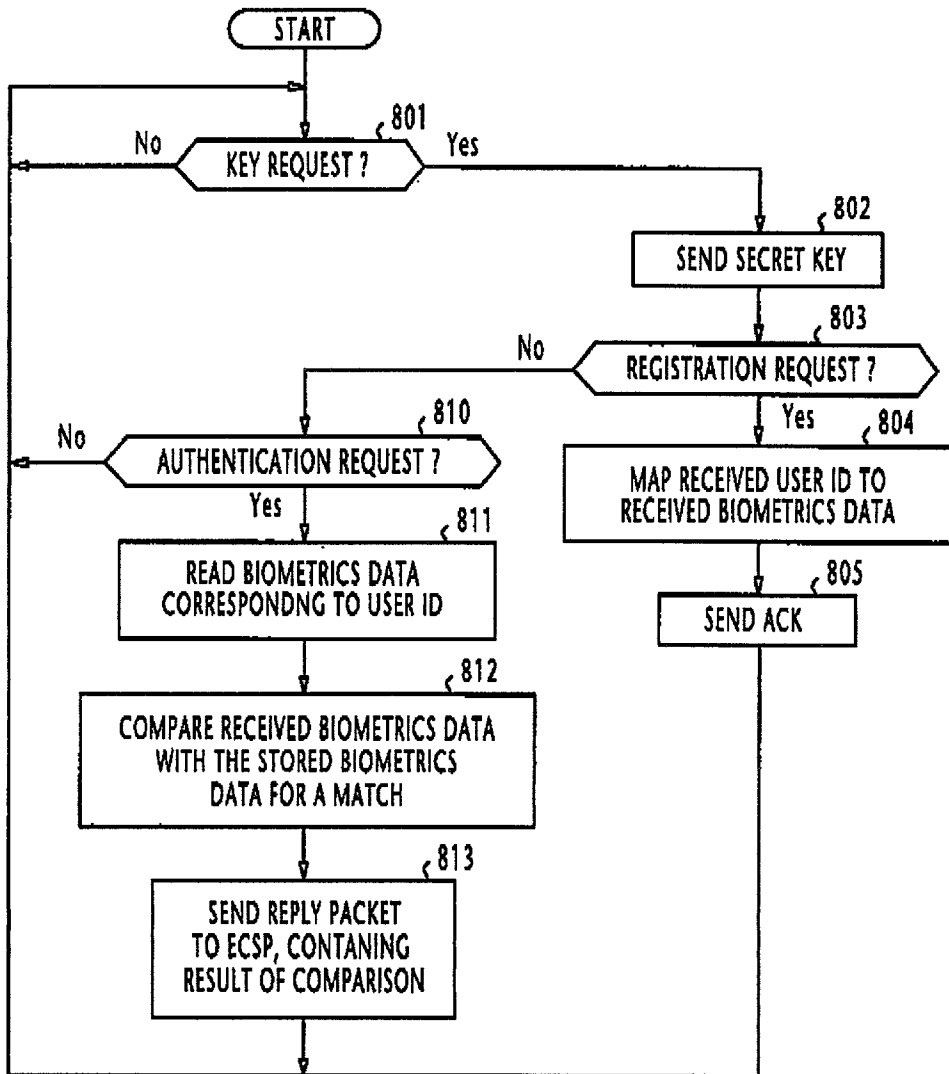 START
801
No
KEY REQUEST ?
Yes
802
SEND SECRET KEY
803
No
REGISTRATION REQUEST ?
Yes
810
No
AUTHENTICATION REQUEST ?
Yes
804
MAP RECEIVED USER ID TO
RECEIVED BIOMETRICS DATA
811
READ BIOMETRICS DATA
CORRESPONDNG TO USER ID
805
SEND ACK
812
COMPARE RECEIVED BIOMETRICS DATA
WITH THE STORED BIOMETRICS
DATA FOR A MATCH
813
SEND REPLY PACKET
TO ECSP, CONTANING
RESULT OF COMPARISON